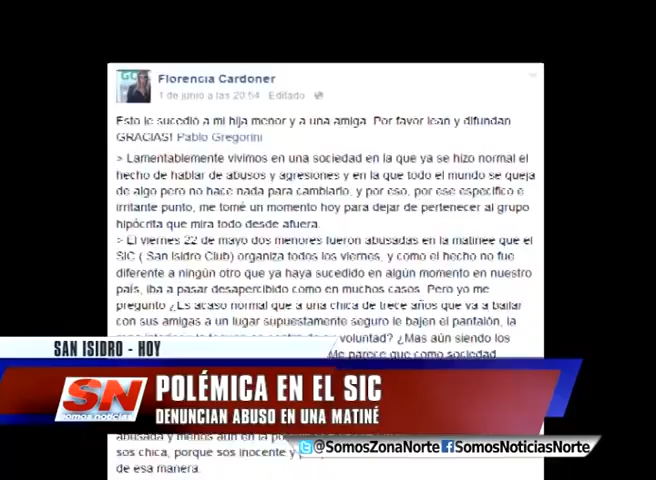 Florencia Cardoner
1 de junio a las 20:54 · Editado ·
Esto le sucedió a mi hija menor y a una amiga. Por favor lean y difundan
GRACIAS! Pablo Gregorini
> Lamentablemente vivimos en una sociedad en la que ya se hizo normal el
hecho de hablar de abusos y agresiones y en la que todo el mundo se queja
de algo pero no hace nada para cambiarlo, y por eso, por ese específico e
irritante punto, me tomé un momento hoy para dejar de pertenecer al grupo
hipócrita que mira todo desde afuera.
> El viernes 22 de mayo dos menores fueron abusadas en la matinee que el
SIC ( San Isidro Club) organiza todos los viernes, y como el hecho no fue
diferente a ningún otro que ya haya sucedido en algún momento en nuestro
país, iba a pasar desapercibido como en muchos casos. Pero yo me
pregunto ¿Es acaso normal que a una chica de trece años que va a bailar
con sus amigas a un lugar supuestamente seguro le bajen el pantalón, la
voluntad? ¿Mas aún siendo los
Me parece que como sociedad
SAN ISIDRO - HOY
SN
somos noticias
POLÉMICA EN EL SIC
DENUNCIAN ABUSO EN UNA MATINÉ
abusada y menos aún en la
@SomosZonaNorte SomosNoticiasNorte
sos chica, porque sos inocente y
de esa manera.